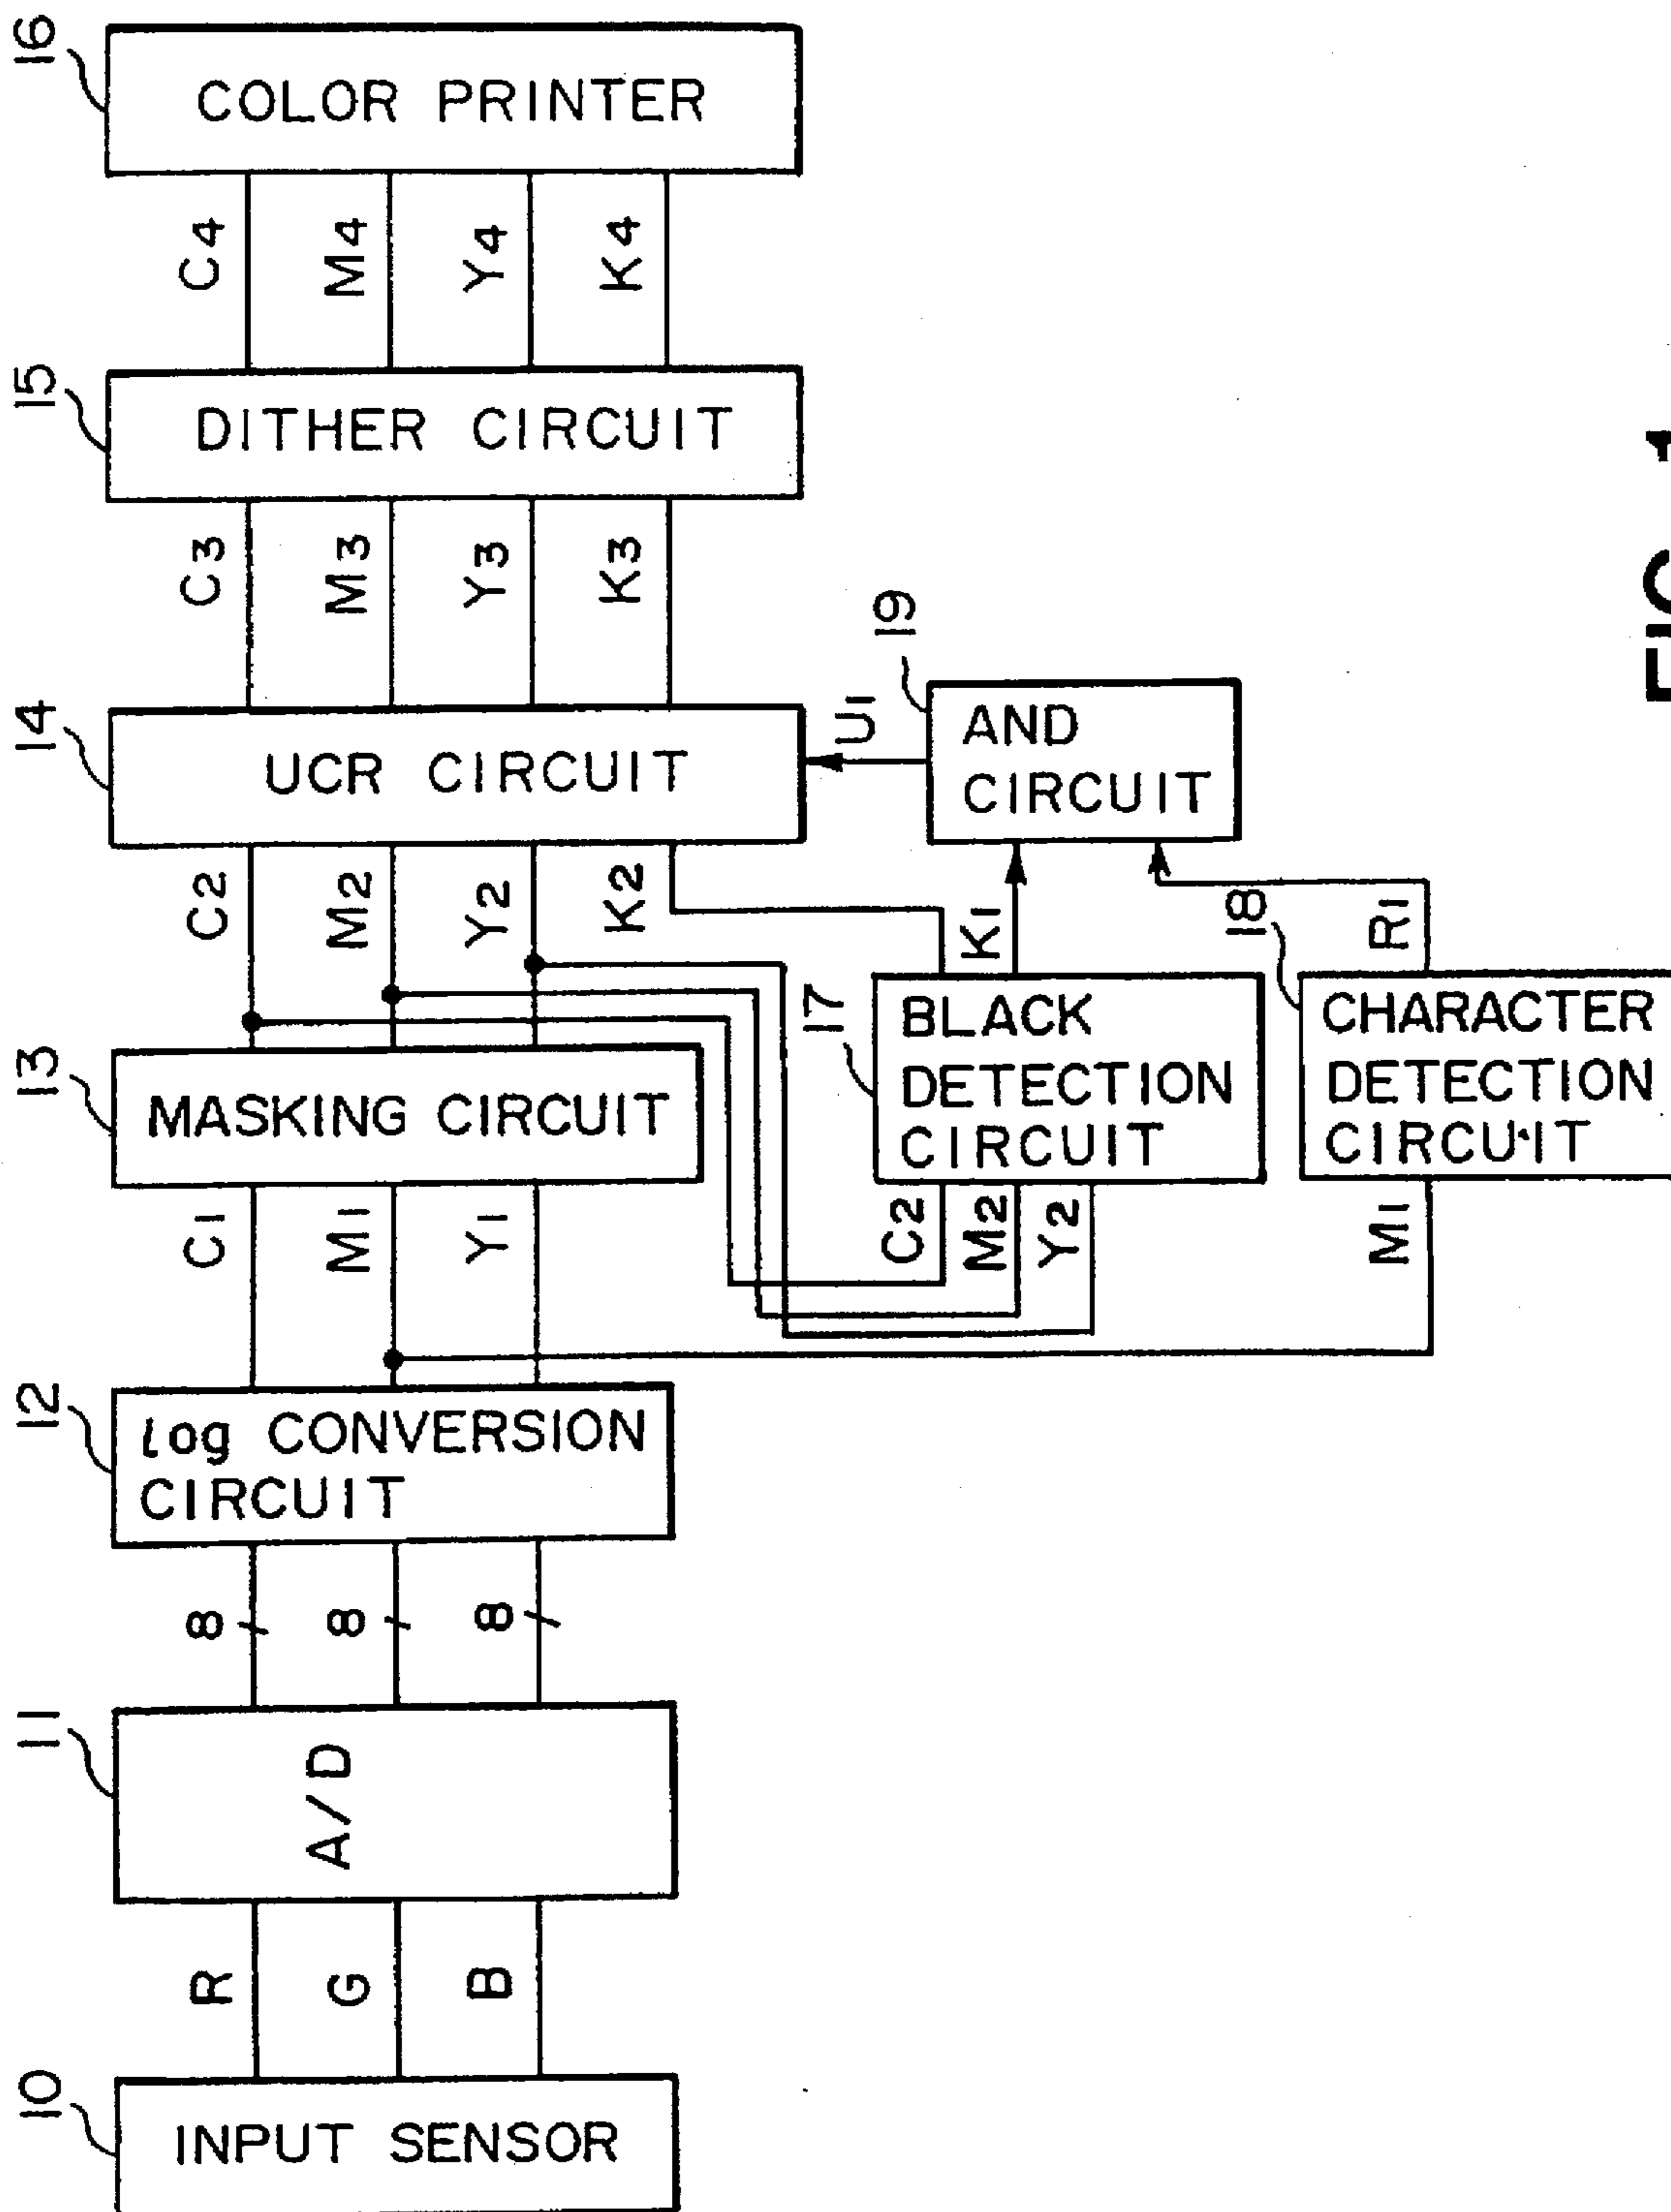 10
INPUT SENSOR
R
G
B
11
A/D
8
8
8
12
log CONVERSION
CIRCUIT
C1
M1
Y1
13
MASKING CIRCUIT
C2
M2
Y2
K2
14
UCR CIRCUIT
C3
M3
Y3
K3
15
DITHER CIRCUIT
C4
M4
Y4
K4
16
COLOR PRINTER
C2
M2
Y2
17
BLACK
DETECTION
CIRCUIT
K1
19
AND
CIRCUIT
U1
M1
18
CHARACTER
DETECTION
CIRCUIT
R1